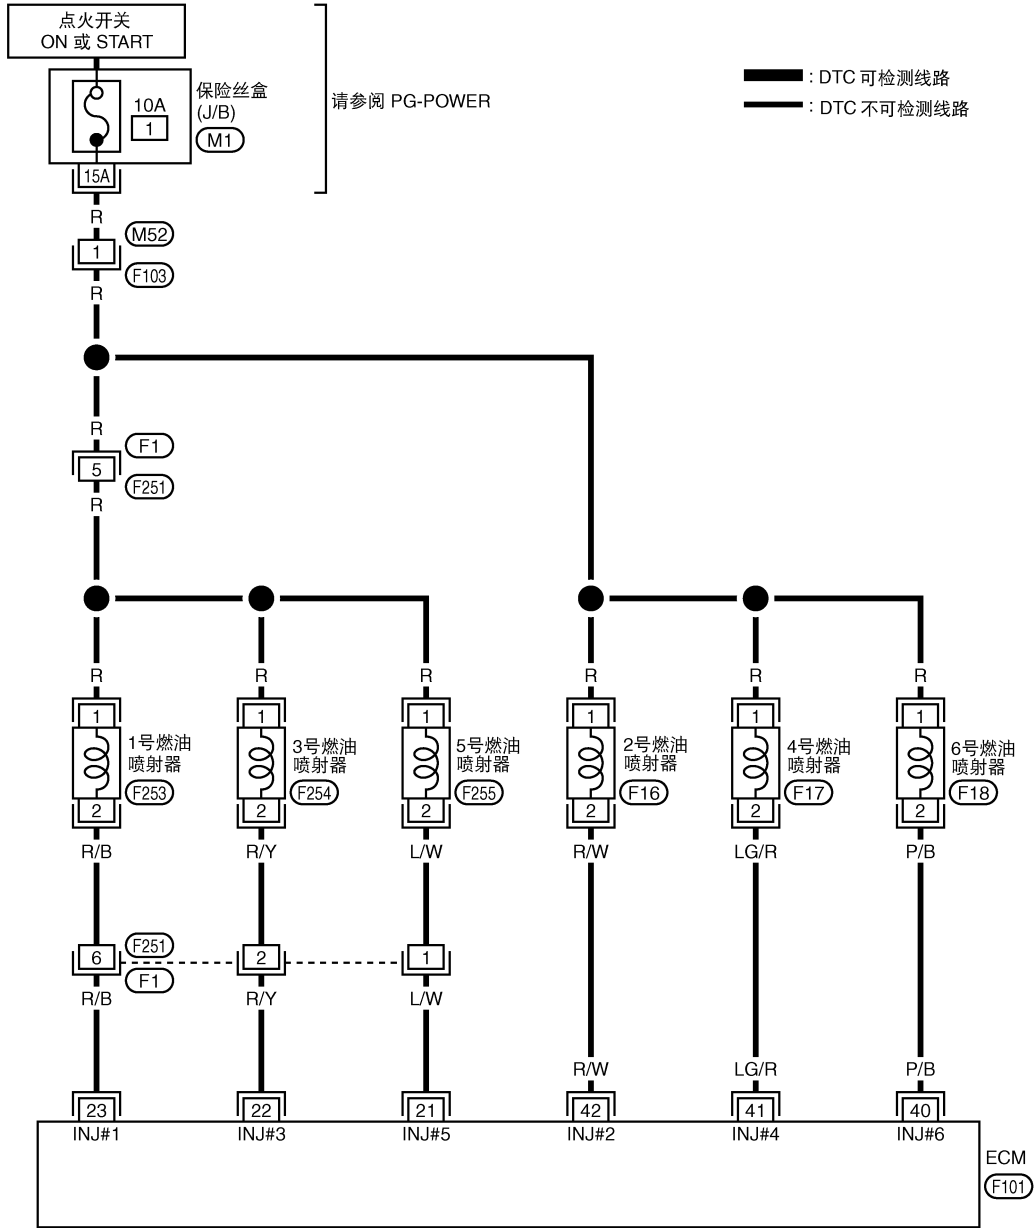 点火开关
ON 或 START
10A
1
保险丝盒
(J/B)
M1
请参阅 PG-POWER
: DTC 可检测线路
: DTC 不可检测线路
15A
R
M52
1
F103
R
R
F1
5
F251
R
R R R R R R
1 1 1 1 1 1
1号燃油
喷射器
F253
3号燃油
喷射器
F254
5号燃油
喷射器
F255
2号燃油
喷射器
F16
4号燃油
喷射器
F17
6号燃油
喷射器
F18
2 2 2 2 2 2
R/B R/Y L/W R/W LG/R P/B
F251
6 2 1
F1
R/B R/Y L/W
R/W LG/R P/B
23 22 21 42 41 40
INJ#1 INJ#3 INJ#5 INJ#2 INJ#4 INJ#6
ECM
F101